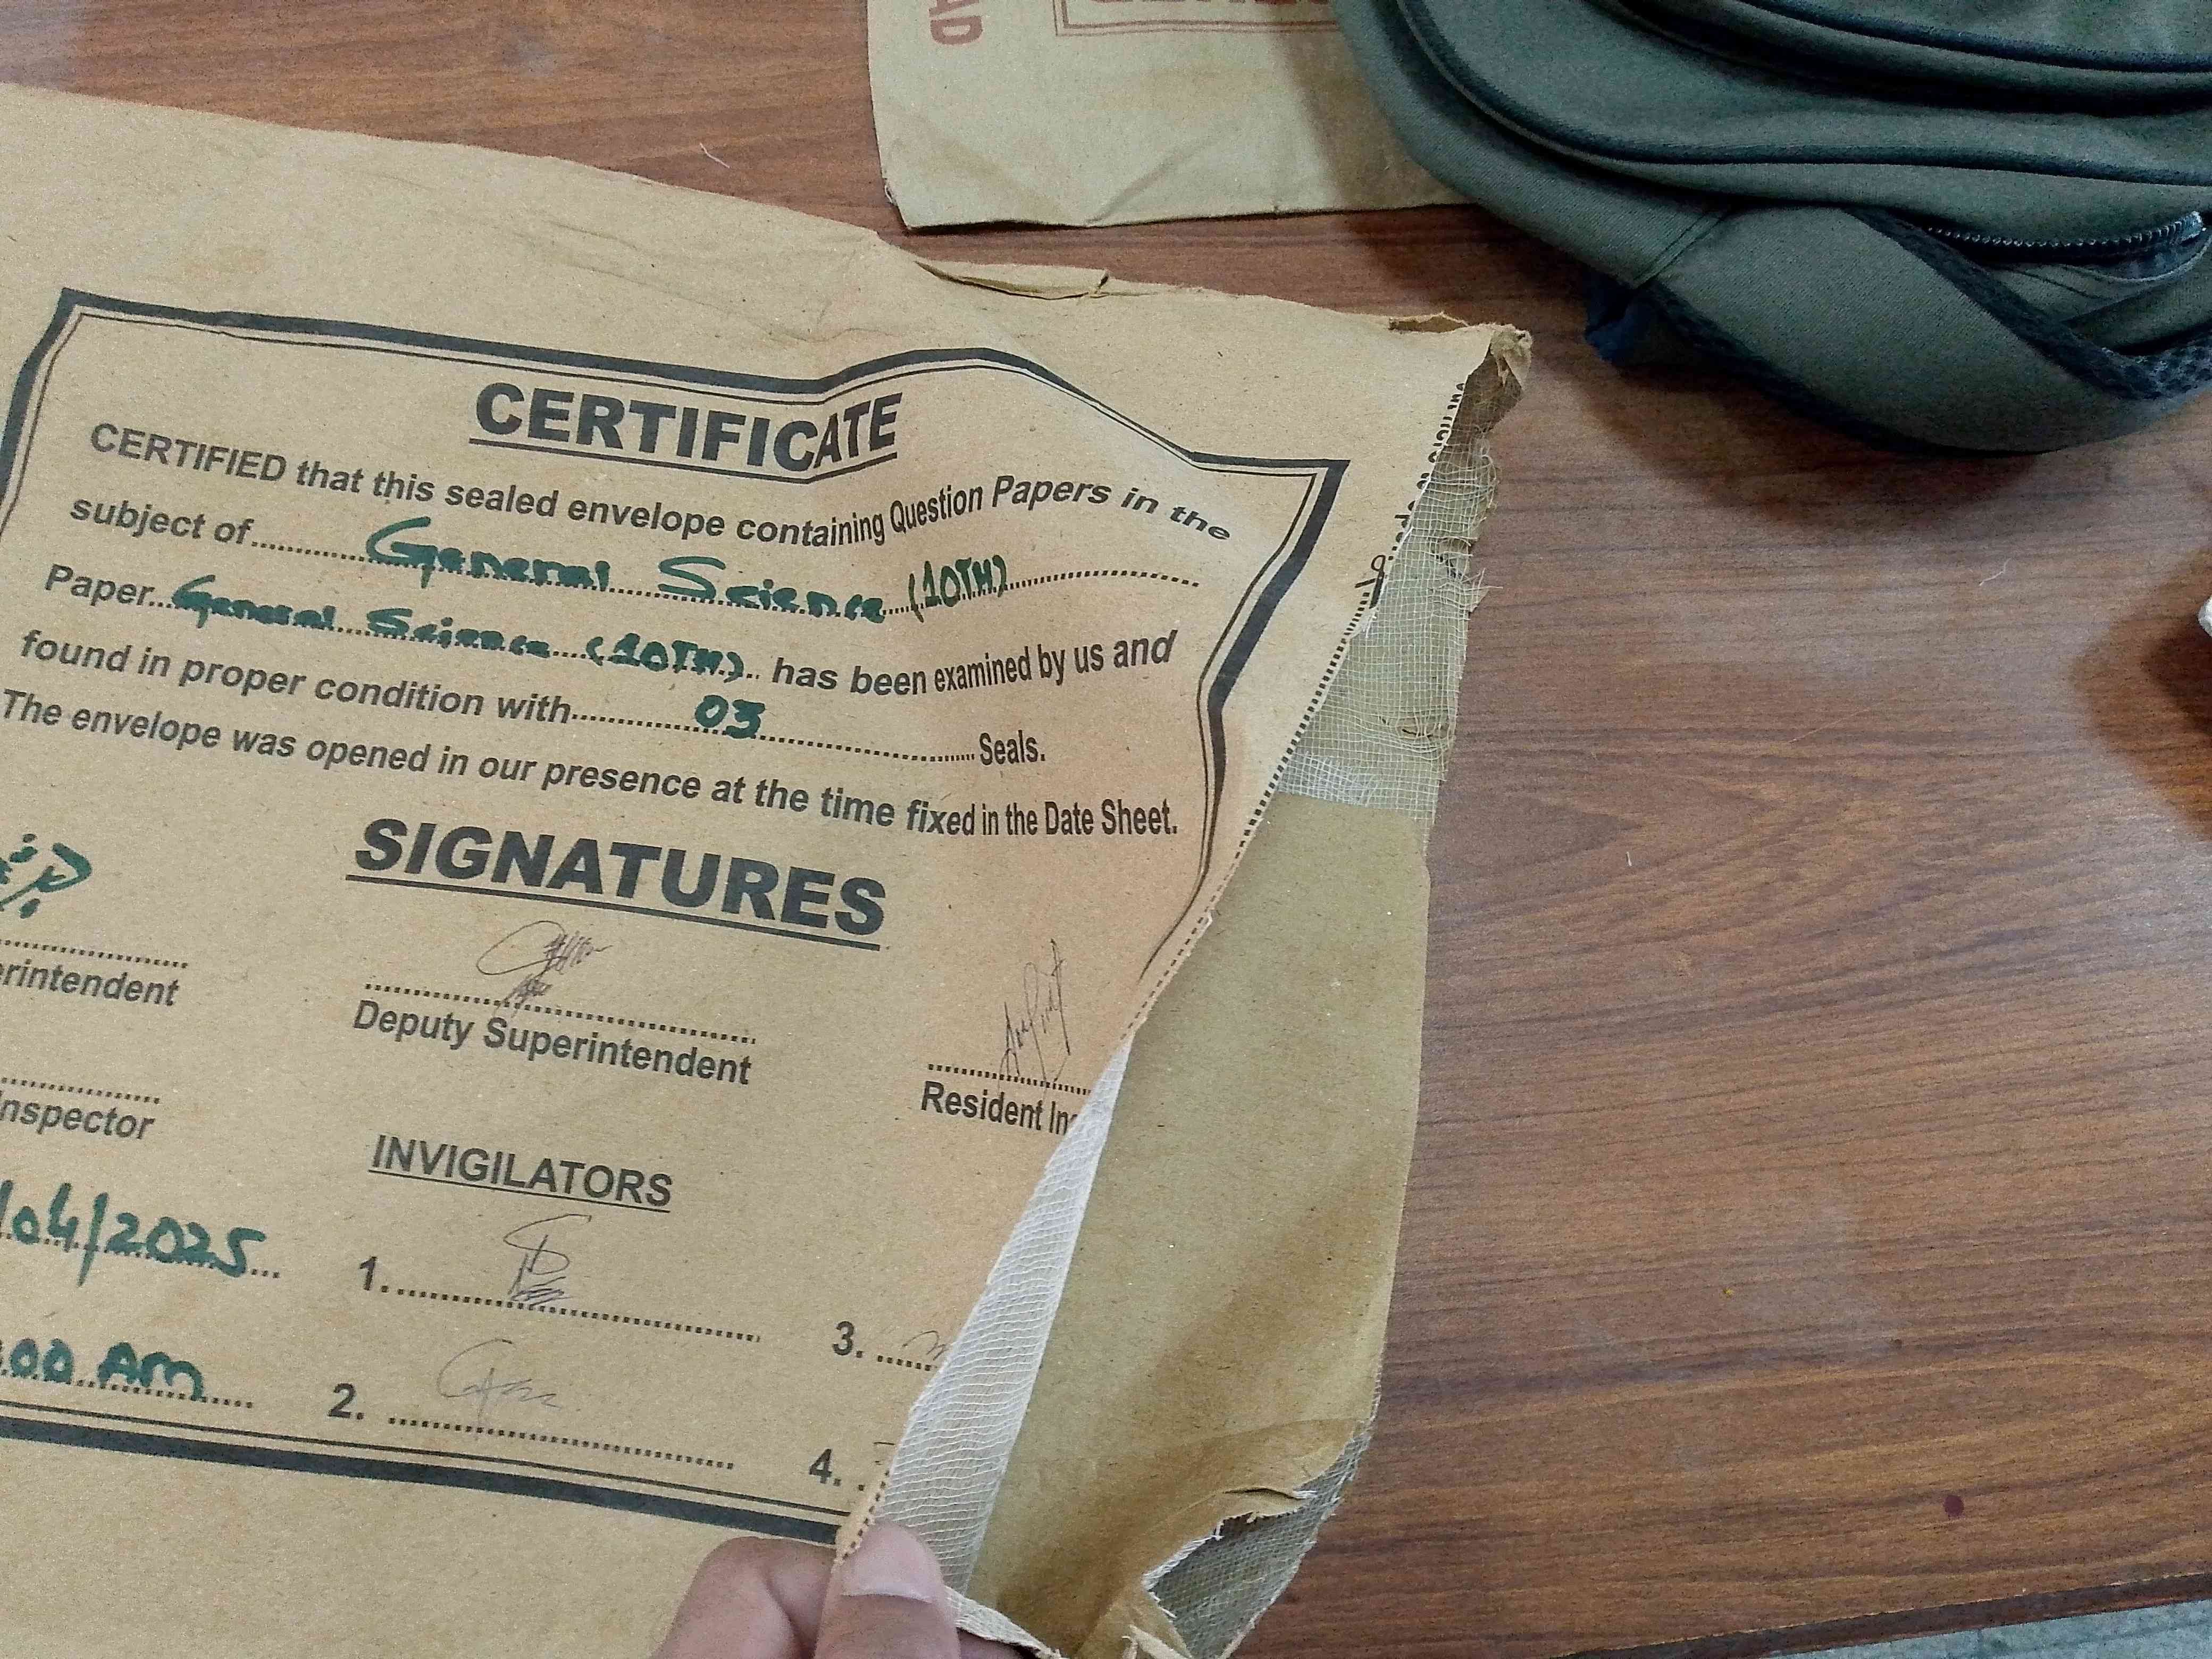 AD
CERTIFICATE
CERTIFIED that this sealed envelope containing Question Papers in the
subject of General Science (10TH)
Paper General Science (10TH) has been examined by us and
found in proper condition with 03 Seals.
The envelope was opened in our presence at the time fixed in the Date Sheet.
SIGNATURES
erintendent
Deputy Superintendent
Resident In
Inspector
INVIGILATORS
/04/2025
1.
3.
:00 AM
2.
4.